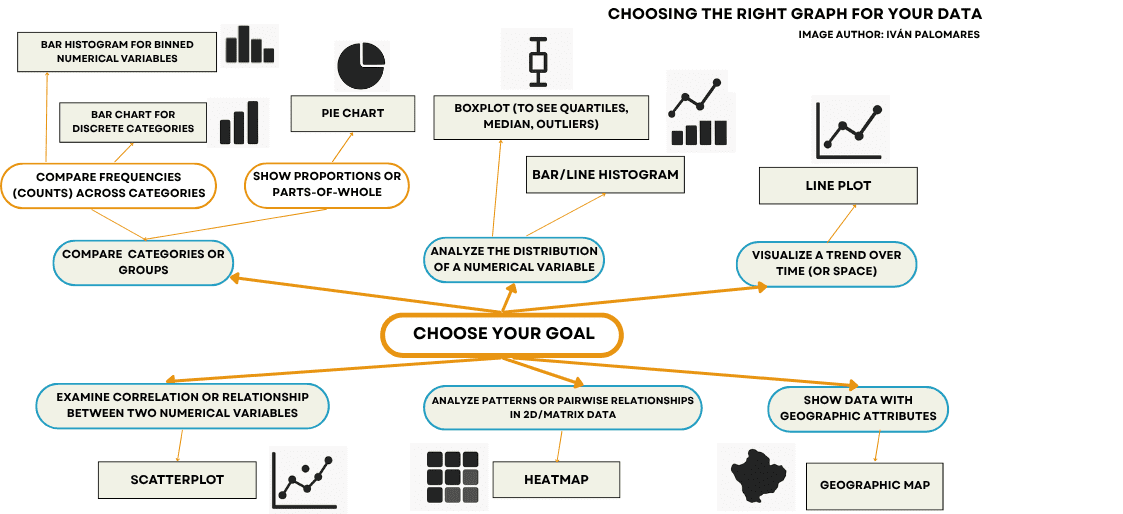 CHOOSING THE RIGHT GRAPH FOR YOUR DATA
IMAGE AUTHOR: IVÁN PALOMARES
BAR HISTOGRAM FOR BINNED
NUMERICAL VARIABLES
BAR CHART FOR
DISCRETE CATEGORIES
PIE CHART
BOXPLOT (TO SEE QUARTILES,
MEDIAN, OUTLIERS)
BAR/LINE HISTOGRAM
LINE PLOT
COMPARE FREQUENCIES
(COUNTS) ACROSS CATEGORIES
SHOW PROPORTIONS OR
PARTS-OF-WHOLE
COMPARE CATEGORIES OR
GROUPS
ANALYZE THE DISTRIBUTION
OF A NUMERICAL VARIABLE
VISUALIZE A TREND OVER
TIME (OR SPACE)
CHOOSE YOUR GOAL
EXAMINE CORRELATION OR RELATIONSHIP
BETWEEN TWO NUMERICAL VARIABLES
ANALYZE PATTERNS OR PAIRWISE RELATIONSHIPS
IN 2D/MATRIX DATA
SHOW DATA WITH
GEOGRAPHIC ATTRIBUTES
SCATTERPLOT
HEATMAP
GEOGRAPHIC MAP